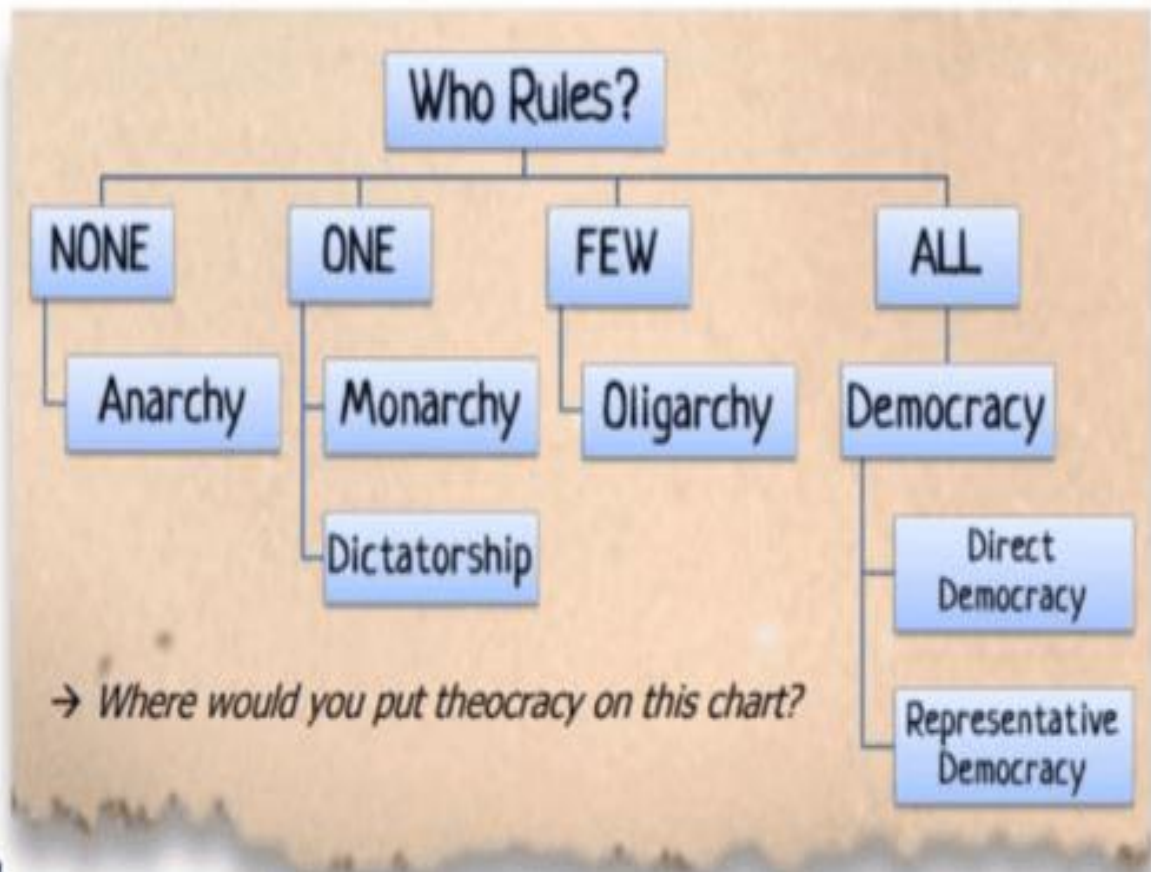 Who Rules?
NONE
ONE
FEW
ALL
Anarchy
Monarchy
Oligarchy
Democracy
Dictatorship
Direct
Democracy
Representative
Democracy
→ Where would you put theocracy on this chart?